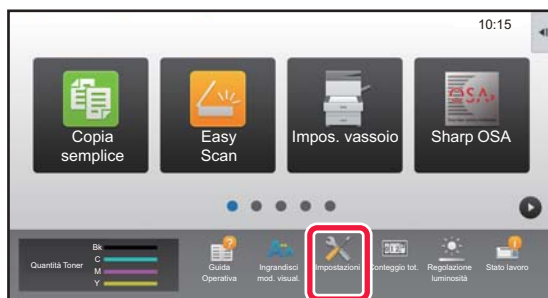 10:15
Copia
semplice
Easy
Scan
Impos. vassoio
Sharp OSA
OSA
Quantità Toner
Bk
C
M
Y
Guida
Operativa
Ingrandisci
mod. visual.
Impostazioni
Conteggio tot.
Regolazione
luminosità
Stato lavoro